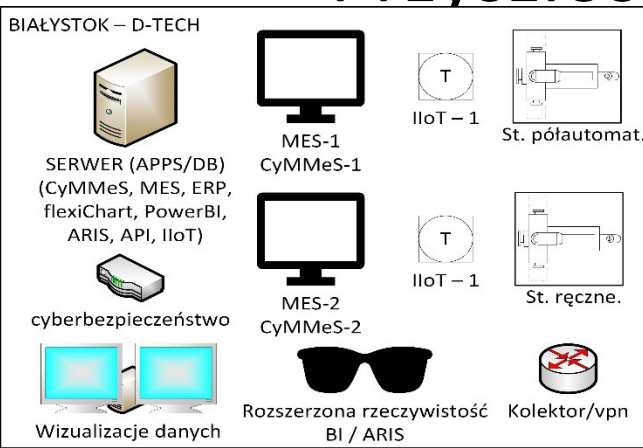 BIAŁYSTOK – D-TECH
SERWER (APPS/DB)
(CyMMeS, MES, ERP,
flexiChart, PowerBI,
ARIS, API, IIoT)
cyberbezpieczeństwo
Wizualizacje danych
MES-1
CyMMeS-1
T
IIoT – 1
St. półautomat.
MES-2
CyMMeS-2
T
IIoT – 1
St. ręczne.
Rozszerzona rzeczywistość
BI / ARIS
Kolektor/vpn